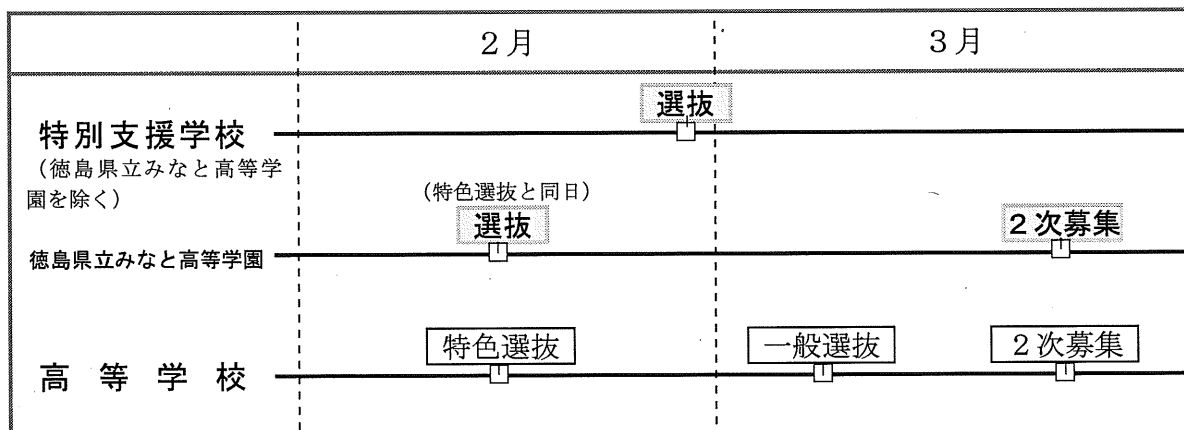 2月 3月
選抜
特別支援学校
（徳島県立みなと高等学
園を除く）
（特色選抜と同日）
選抜 2次募集
徳島県立みなと高等学園
特色選抜 一般選抜 2次募集
高等学校